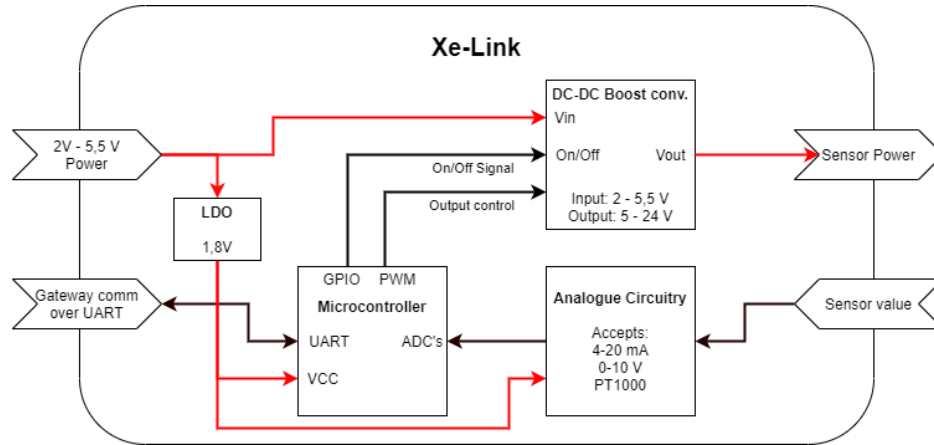 Xe-Link
DC-DC Boost conv.
Vin
2V - 5,5 V
Power
On/Off
Vout
Sensor Power
On/Off Signal
Input: 2 - 5,5 V
Output: 5 - 24 V
Output control
LDO
1,8V
GPIO
PWM
Gateway comm
over UART
Microcontroller
UART
ADC's
VCC
Analogue Circuitry
Accepts:
4-20 mA
0-10 V
PT1000
Sensor value